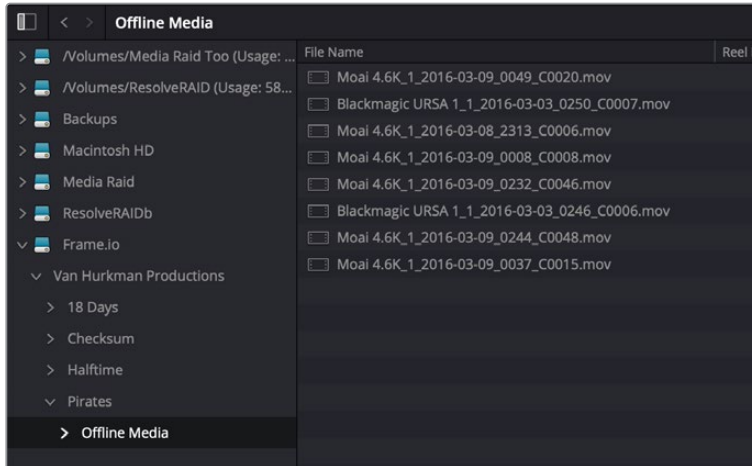 Offline Media
/Volumes/Media Raid Too (Usage: ...
/Volumes/ResolveRAID (Usage: 58...
Backups
Macintosh HD
Media Raid
ResolveRAIDb
Frame.io
Van Hurkman Productions
18 Days
Checksum
Halftime
Pirates
Offline Media
File Name
Reel
Moai 4.6K_1_2016-03-09_0049_C0020.mov
Blackmagic URSA 1_1_2016-03-03_0250_C0007.mov
Moai 4.6K_1_2016-03-08_2313_C0006.mov
Moai 4.6K_1_2016-03-09_0008_C0008.mov
Moai 4.6K_1_2016-03-09_0232_C0046.mov
Blackmagic URSA 1_1_2016-03-03_0246_C0006.mov
Moai 4.6K_1_2016-03-09_0244_C0048.mov
Moai 4.6K_1_2016-03-09_0037_C0015.mov